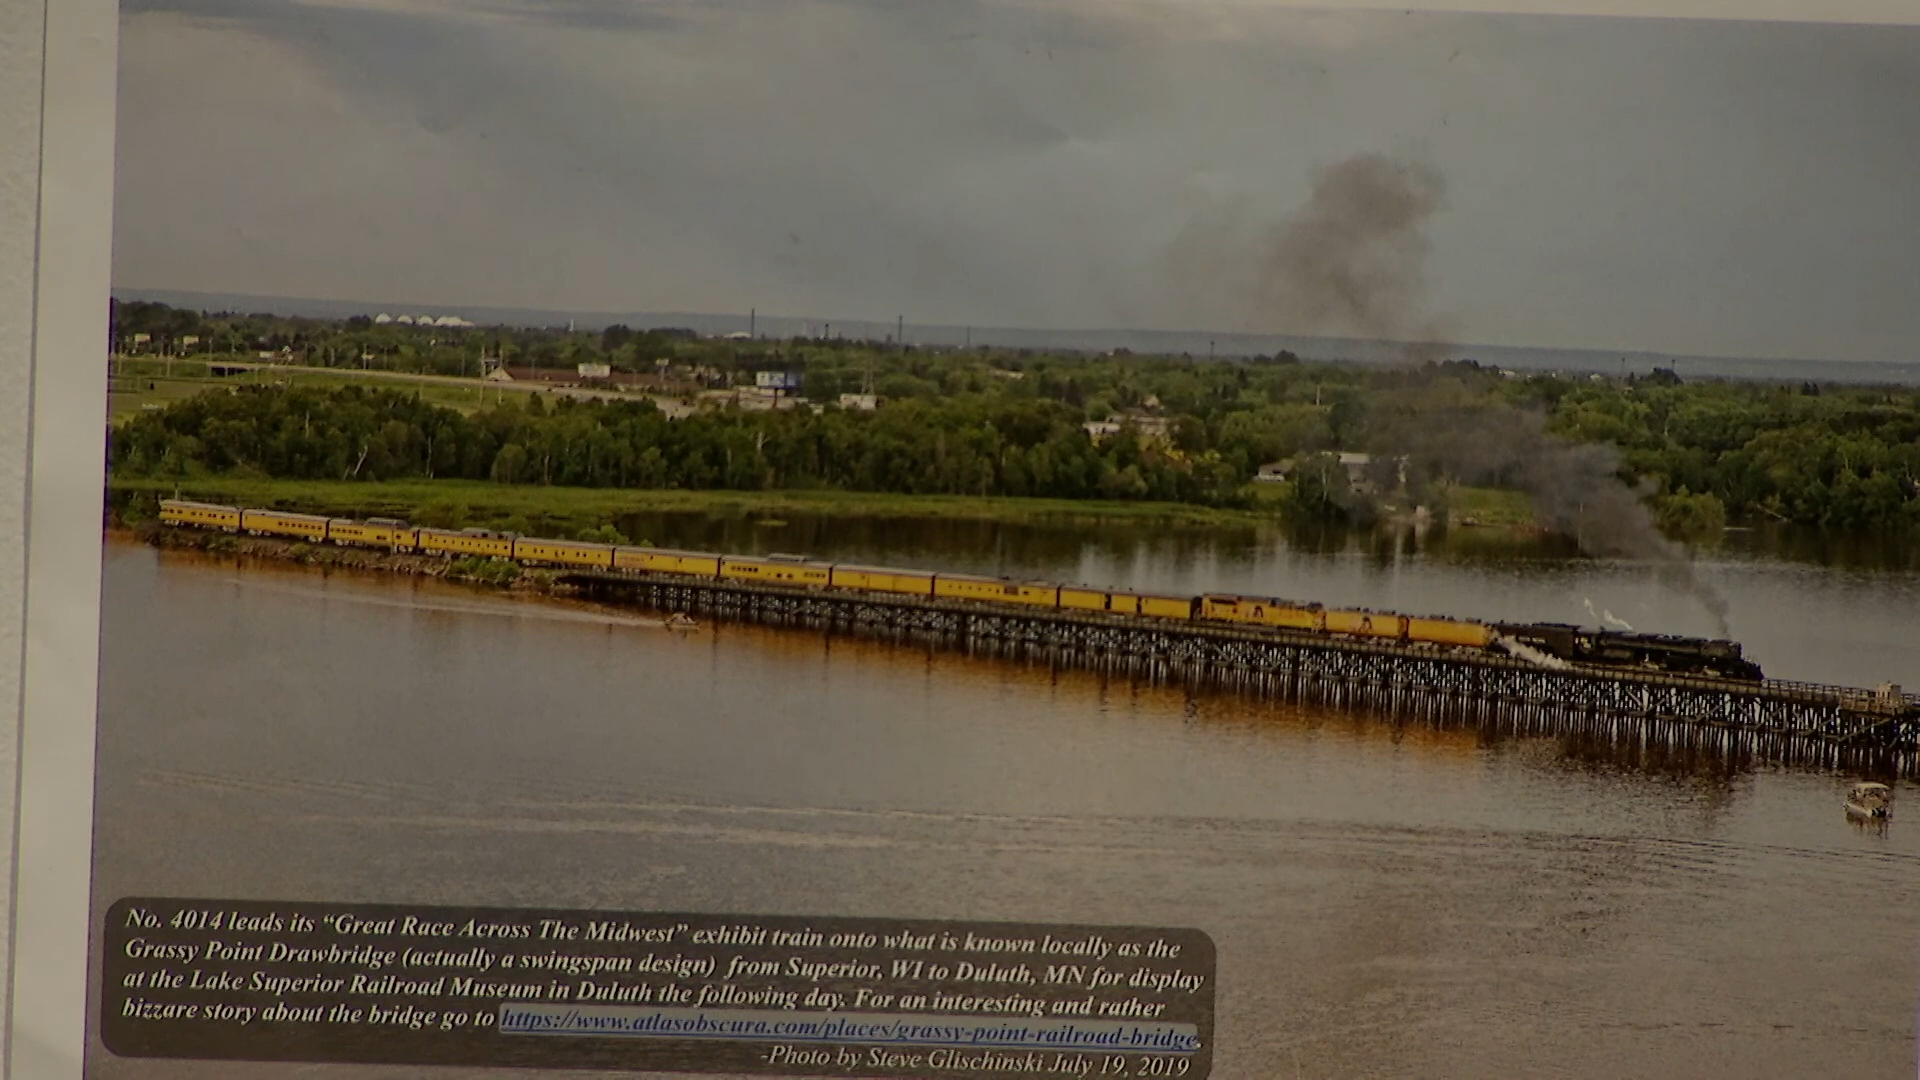 No. 4014 leads its “Great Race Across The Midwest” exhibit train onto what is known locally as the
Grassy Point Drawbridge (actually a swingspan design) from Superior, WI to Duluth, MN for display
at the Lake Superior Railroad Museum in Duluth the following day. For an interesting and rather
bizzare story about the bridge go to https://www.atlasobscura.com/places/grassy-point-railroad-bridge.
-Photo by Steve Glischinski July 19, 2019